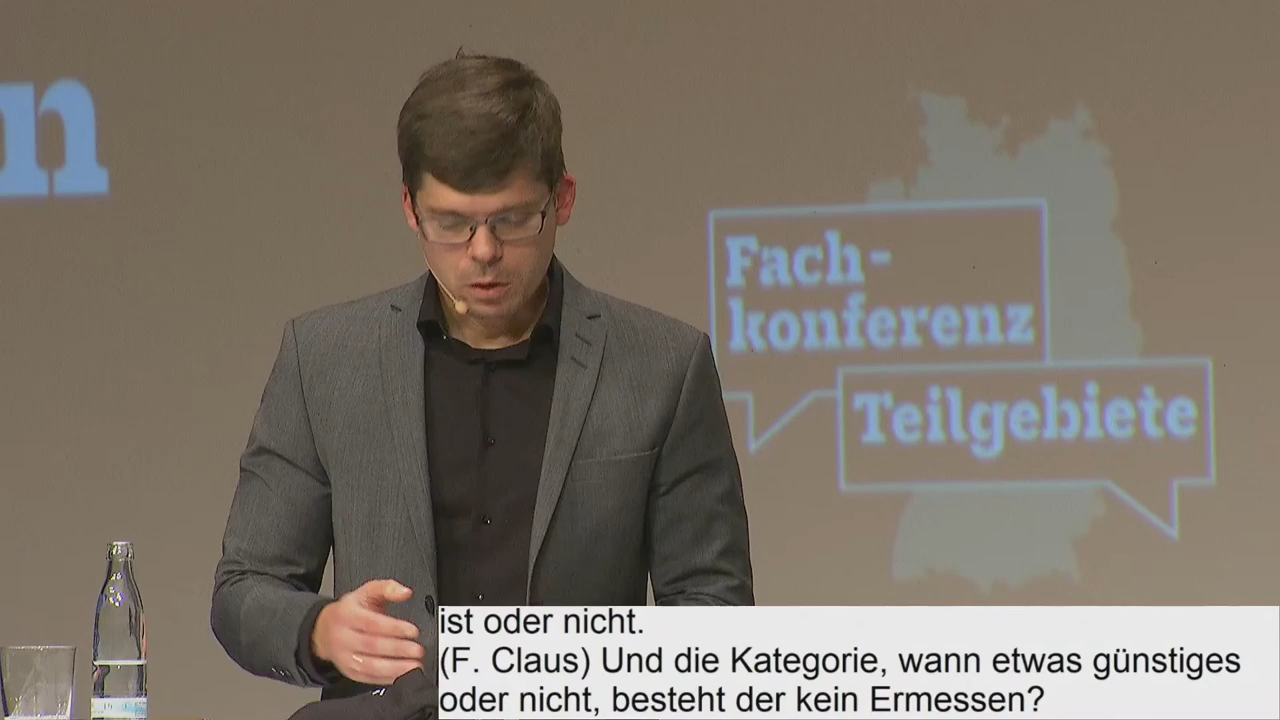 n
Fach-
konferenz
Teilgebiete
ist oder nicht.
(F. Claus) Und die Kategorie, wann etwas günstiges
oder nicht, besteht der kein Ermessen?